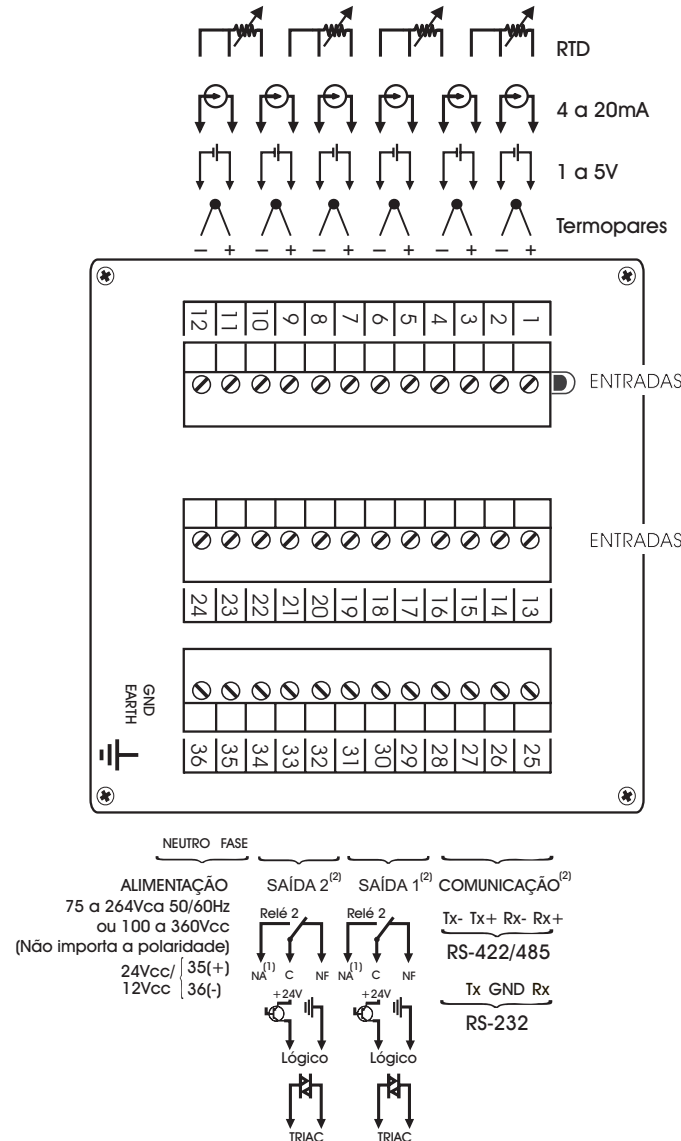 RTD
4 a 20mA
1 a 5V
Termopares
− + − + − + − + − + − +
12 11 10 9 8 7 6 5 4 3 2 1
ENTRADAS
ENTRADAS
24 23 22 21 20 19 18 17 16 15 14 13
GND
EARTH
36 35 34 33 32 31 30 29 28 27 26 25
NEUTRO FASE
ALIMENTAÇÃO
75 a 264Vca 50/60Hz
ou 100 a 360Vcc
(Não importa a polaridade)
24Vcc/ 35(+)
12Vcc 36(-)
SAÍDA 2(2)
Relé 2
NA(1) C NF
+24V
Lógico
TRIAC
SAÍDA 1(2)
Relé 2
NA(1) C NF
+24V
Lógico
TRIAC
COMUNICAÇÃO(2)
Tx- Tx+ Rx- Rx+
RS-422/485
Tx GND Rx
RS-232